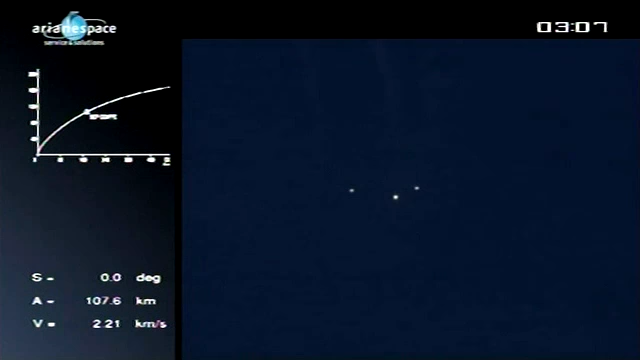 arianespace
service & solutions
03:07
S = 0.0 deg
A = 107.6 km
V = 2.21 km/s